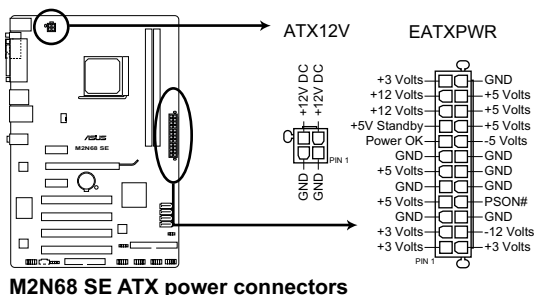 ATX12V
EATXPWR
+12V DC
+12V DC
GND
GND
PIN 1
/ISUS
M2N68 SE
+3 Volts GND
+12 Volts +5 Volts
+12 Volts +5 Volts
+5V Standby +5 Volts
Power OK -5 Volts
GND GND
+5 Volts GND
GND GND
+5 Volts PSON#
GND GND
+3 Volts -12 Volts
+3 Volts +3 Volts
PIN 1
M2N68 SE ATX power connectors